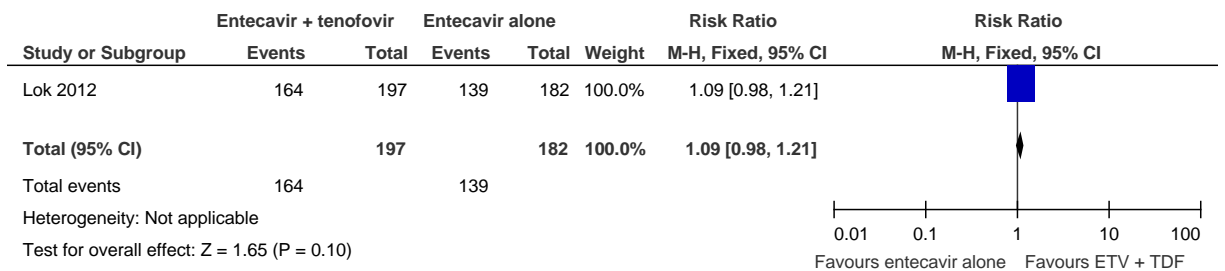 Entecavir + tenofovir Entecavir alone Risk Ratio Risk Ratio
Study or Subgroup Events Total Events Total Weight M-H, Fixed, 95% CI M-H, Fixed, 95% CI
Lok 2012 164 197 139 182 100.0% 1.09 [0.98, 1.21]
Total (95% CI) 197 182 100.0% 1.09 [0.98, 1.21]
Total events 164 139
Heterogeneity: Not applicable
Test for overall effect: Z = 1.65 (P = 0.10)
0.01 0.1 1 10 100
Favours entecavir alone Favours ETV + TDF